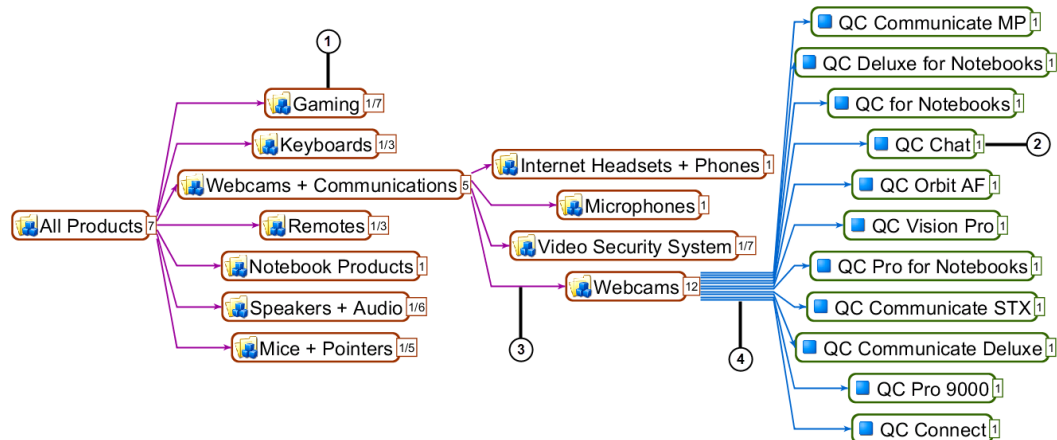 1
Gaming 1/7
Keyboards 1/3
Webcams + Communications 5
All Products 7
Remotes 1/3
Notebook Products 1
Speakers + Audio 1/6
Mice + Pointers 1/5
Internet Headsets + Phones 1
Microphones 1
Video Security System 1/7
Webcams 12
3
4
QC Communicate MP 1
QC Deluxe for Notebooks 1
QC for Notebooks 1
QC Chat 1
2
QC Orbit AF 1
QC Vision Pro 1
QC Pro for Notebooks 1
QC Communicate STX 1
QC Communicate Deluxe 1
QC Pro 9000 1
QC Connect 1